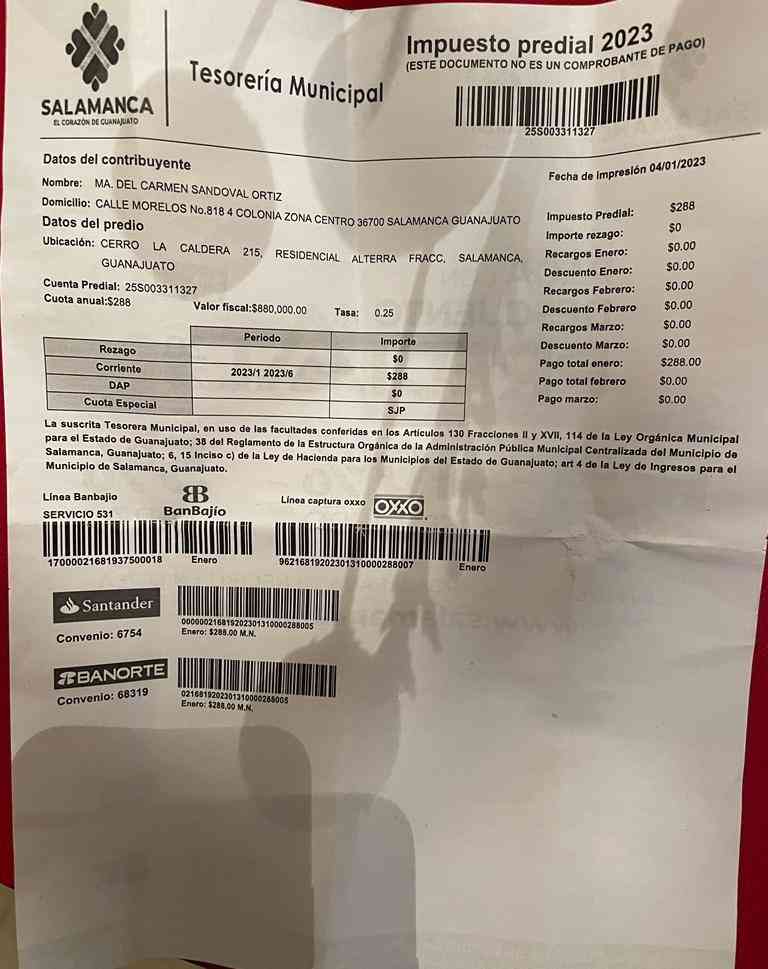 SALAMANCA
EL CORAZÓN DE GUANAJUATO
Tesorería Municipal
Impuesto predial 2023
(ESTE DOCUMENTO NO ES UN COMPROBANTE DE PAGO)
25S003311327
Datos del contribuyente
Nombre: MA. DEL CARMEN SANDOVAL ORTIZ
Domicilio: CALLE MORELOS No.818 4 COLONIA ZONA CENTRO 36700 SALAMANCA GUANAJUATO
Datos del predio
Ubicación: CERRO LA CALDERA 215, RESIDENCIAL ALTERRA FRACC, SALAMANCA,
GUANAJUATO
Cuenta Predial: 25S003311327
Cuota anual:$288 Valor fiscal:$880,000.00 Tasa: 0.25
Fecha de impresión 04/01/2023
Impuesto Predial: $288
Importe rezago: $0
Recargos Enero: $0.00
Descuento Enero: $0.00
Recargos Febrero: $0.00
Descuento Febrero $0.00
Recargos Marzo: $0.00
Descuento Marzo: $0.00
Pago total enero: $288.00
Pago total febrero $0.00
Pago marzo: $0.00
Periodo Importe
Rezago $0
Corriente 2023/1 2023/6 $288
DAP $0
Cuota Especial SJP
La suscrita Tesorera Municipal, en uso de las facultades conferidas en los Artículos 130 Fracciones II y XVII, 114 de la Ley Orgánica Municipal
para el Estado de Guanajuato; 38 del Reglamento de la Estructura Orgánica de la Administración Pública Municipal Centralizada del Municipio de
Salamanca, Guanajuato; 6, 15 Inciso c) de la Ley de Hacienda para los Municipios del Estado de Guanajuato; art 4 de la Ley de Ingresos para el
Municipio de Salamanca, Guanajuato.
Línea Banbajio
SERVICIO 531
BanBajío
Línea captura oxxo
OXXO
17000021681937500018 Enero
96216819202301310000288007 Enero
Santander
Convenio: 6754
0000002168192023013​10000288005
Enero: $288.00 M.N.
BANORTE
Convenio: 68319
02168192023013​10000288005
Enero: $288.00 M.N.